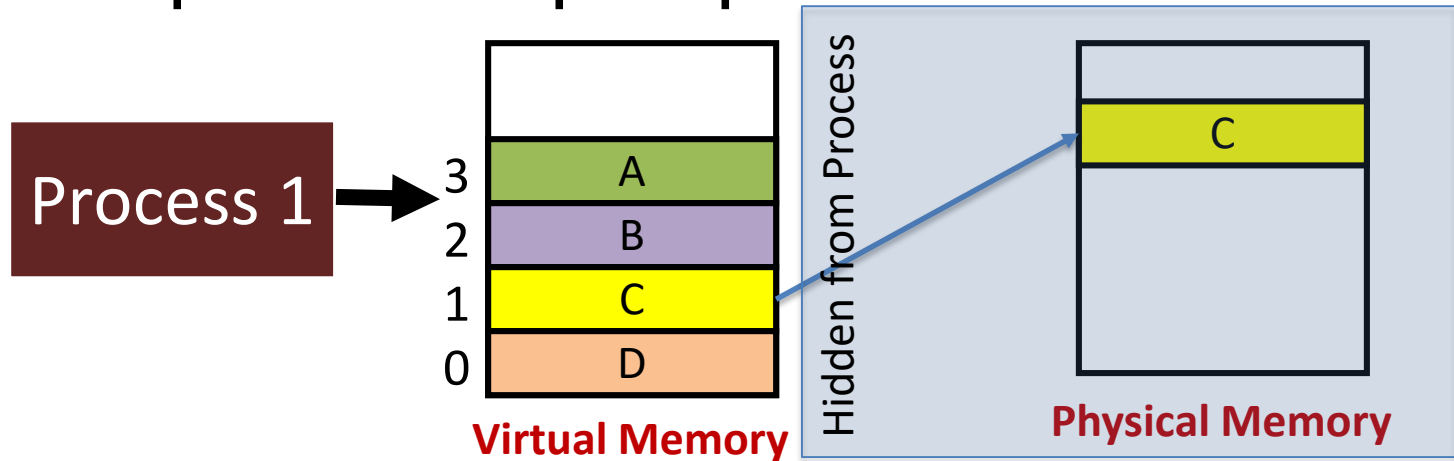 Process 1
3
A
2
B
1
C
0
D
Virtual Memory
Hidden from Process
C
Physical Memory